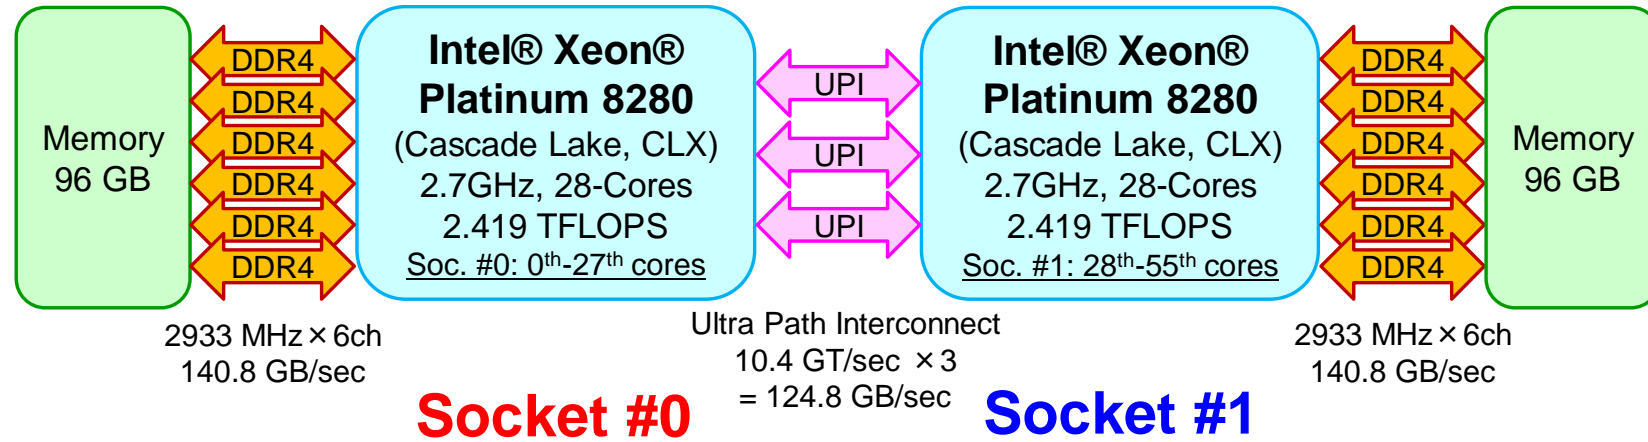 Memory
96 GB
DDR4
DDR4
DDR4
DDR4
DDR4
DDR4
2933 MHz×6ch
140.8 GB/sec
Intel® Xeon®
Platinum 8280
(Cascade Lake, CLX)
2.7GHz, 28-Cores
2.419 TFLOPS
Soc. #0: 0th-27th cores
UPI
UPI
UPI
Ultra Path Interconnect
10.4 GT/sec ×3
= 124.8 GB/sec
Intel® Xeon®
Platinum 8280
(Cascade Lake, CLX)
2.7GHz, 28-Cores
2.419 TFLOPS
Soc. #1: 28th-55th cores
DDR4
DDR4
DDR4
DDR4
DDR4
DDR4
2933 MHz×6ch
140.8 GB/sec
Memory
96 GB
Socket #0
Socket #1